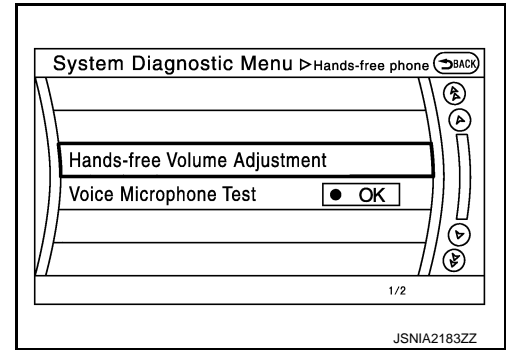 System Diagnostic Menu ▷Hands-free phone BACK
Hands-free Volume Adjustment
Voice Microphone Test ● OK
1/2
JSNIA2183ZZ